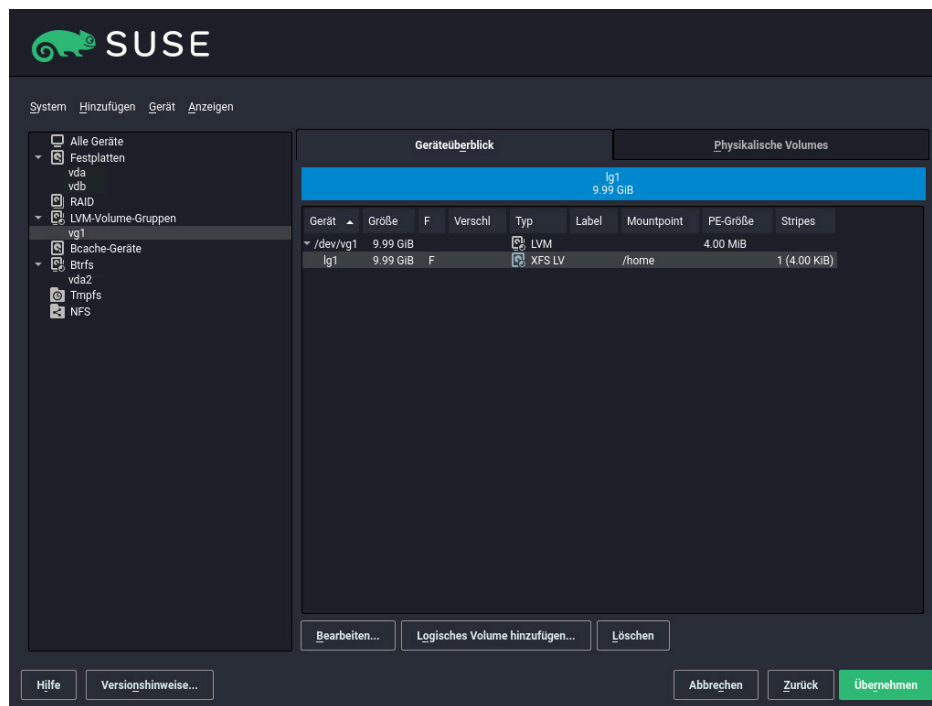 SUSE
System Hinzufügen Gerät Anzeigen
Alle Geräte
Festplatten
vda
vdb
RAID
LVM-Volume-Gruppen
vg1
Bcache-Geräte
Btrfs
vda2
Tmpfs
NFS
Geräteüberblick Physikalische Volumes
lg1
9.99 GiB
Gerät Größe F Verschl Typ Label Mountpoint PE-Größe Stripes
/dev/vg1 9.99 GiB LVM 4.00 MiB
lg1 9.99 GiB F XFS LV /home 1 (4.00 KiB)
Bearbeiten... Logisches Volume hinzufügen... Löschen
Hilfe Versionshinweise... Abbrechen Zurück Übernehmen